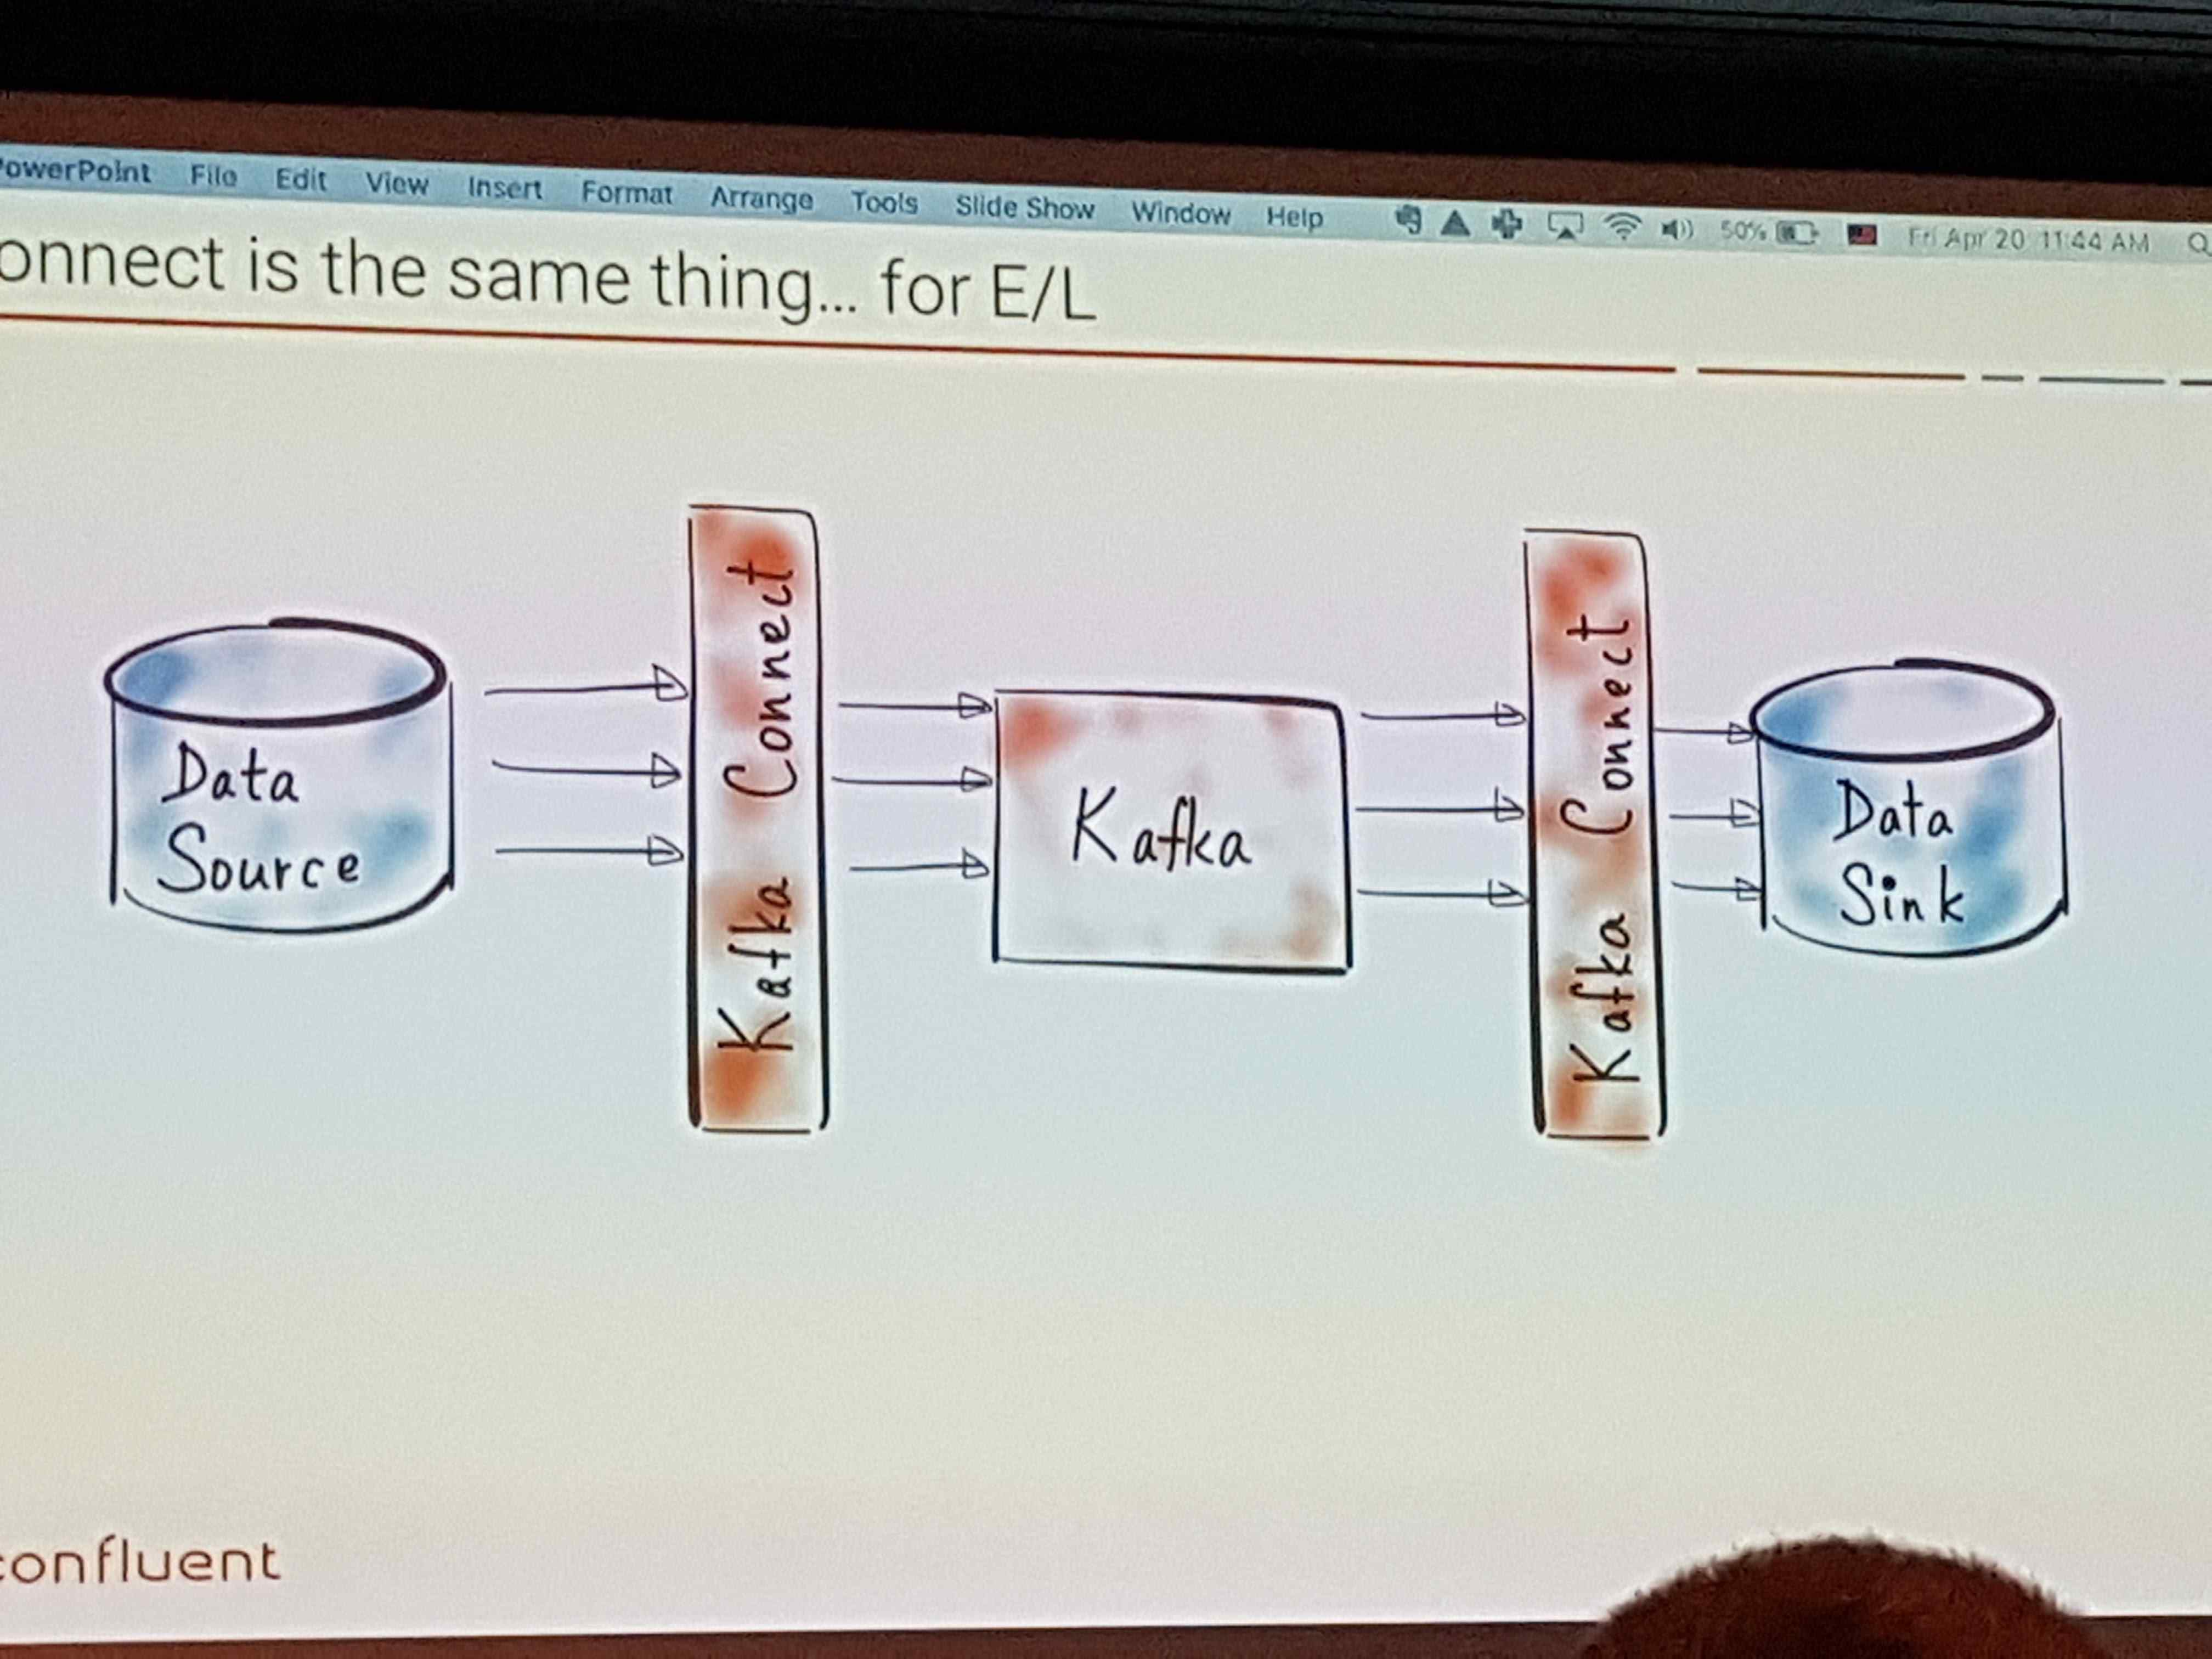 PowerPoint File Edit View Insert Format Arrange Tools Slide Show Window Help 50% Fri Apr 20 11:44 AM
onnect is the same thing... for E/L
Data
Source
Kafka Connect
Kafka
Kafka Connect
Data
Sink
confluent